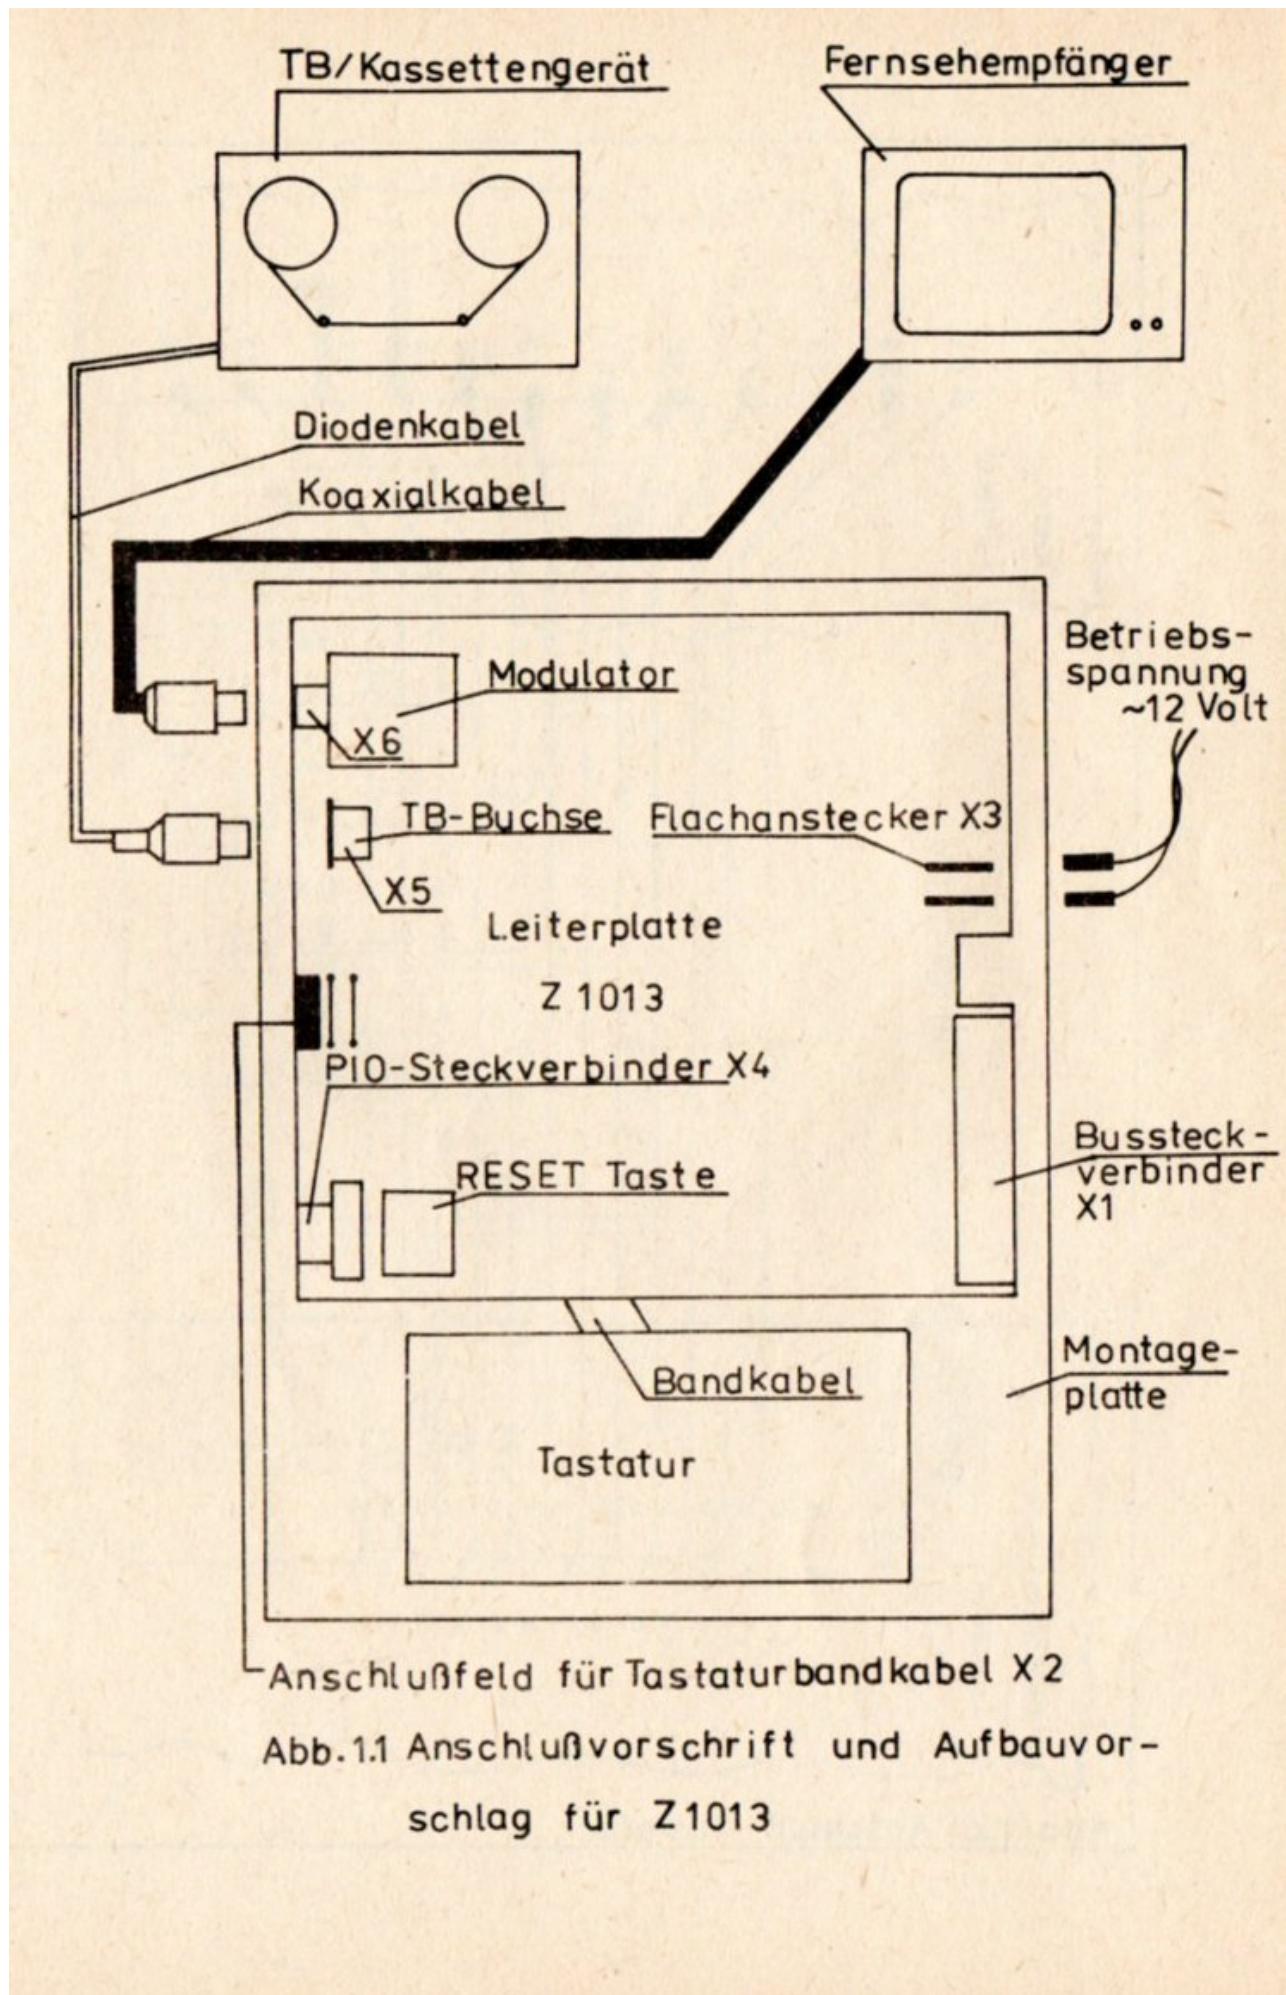 TB/Kassettengerät
Fernsehempfänger
Diodenkabel
Koaxialkabel
Betriebs-
spannung
~12 Volt
Modulator
X6
TB-Buchse
Flachanstecker X3
X5
Leiterplatte
Z 1013
PIO-Steckverbinder X4
RESET Taste
Bussteck-
verbinder
X1
Montage-
platte
Bandkabel
Tastatur
Anschlußfeld für Tastaturbandkabel X2
Abb.1.1 Anschlußvorschrift und Aufbauvor-
schlag für Z1013